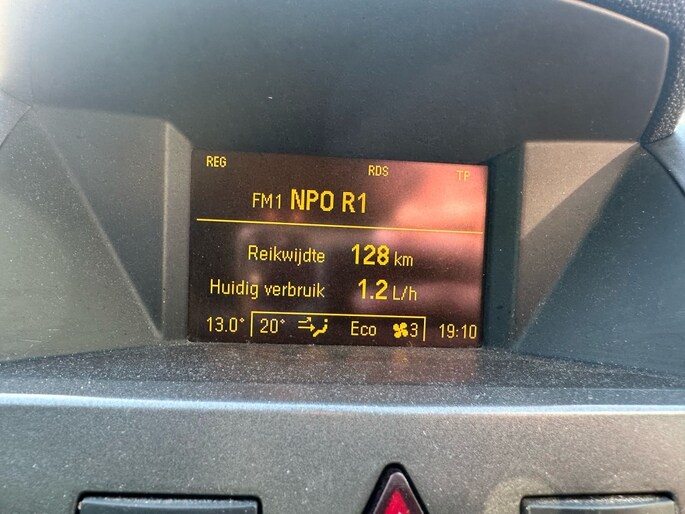 REG RDS TP
FM1 NPO R1
Reikwijdte 128 km
Huidig verbruik 1.2 L/h
13.0° 20° Eco 3 19:10